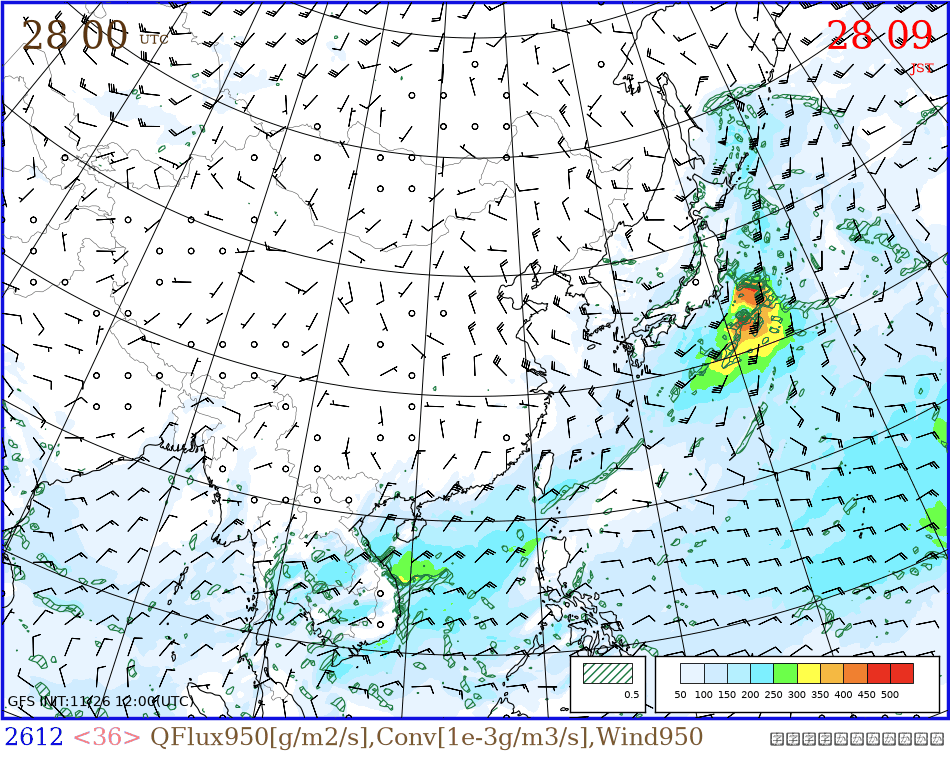 28 00 UTC
28 09
JST
0.5
50 100 150 200 250 300 350 400 450 500
GFS INIT:11/26 12:00(UTC)
2612 <36> QFlux950[g/m2/s],Conv[1e-3g/m3/s],Wind950